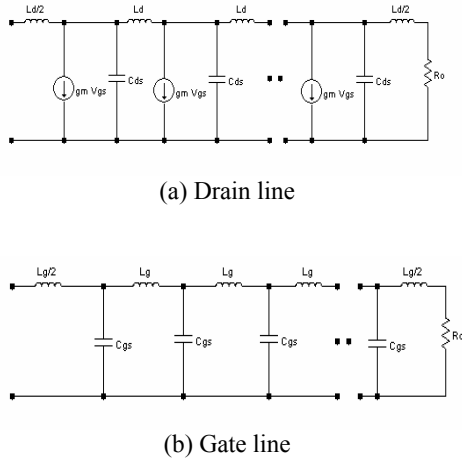 Ld/2 Ld Ld Ld/2
gm Vgs Cds gm Vgs Cds gm Vgs Cds Ro
(a) Drain line
Lg/2 Lg Lg Lg Lg/2
Cgs Cgs Cgs Cgs Ro
(b) Gate line